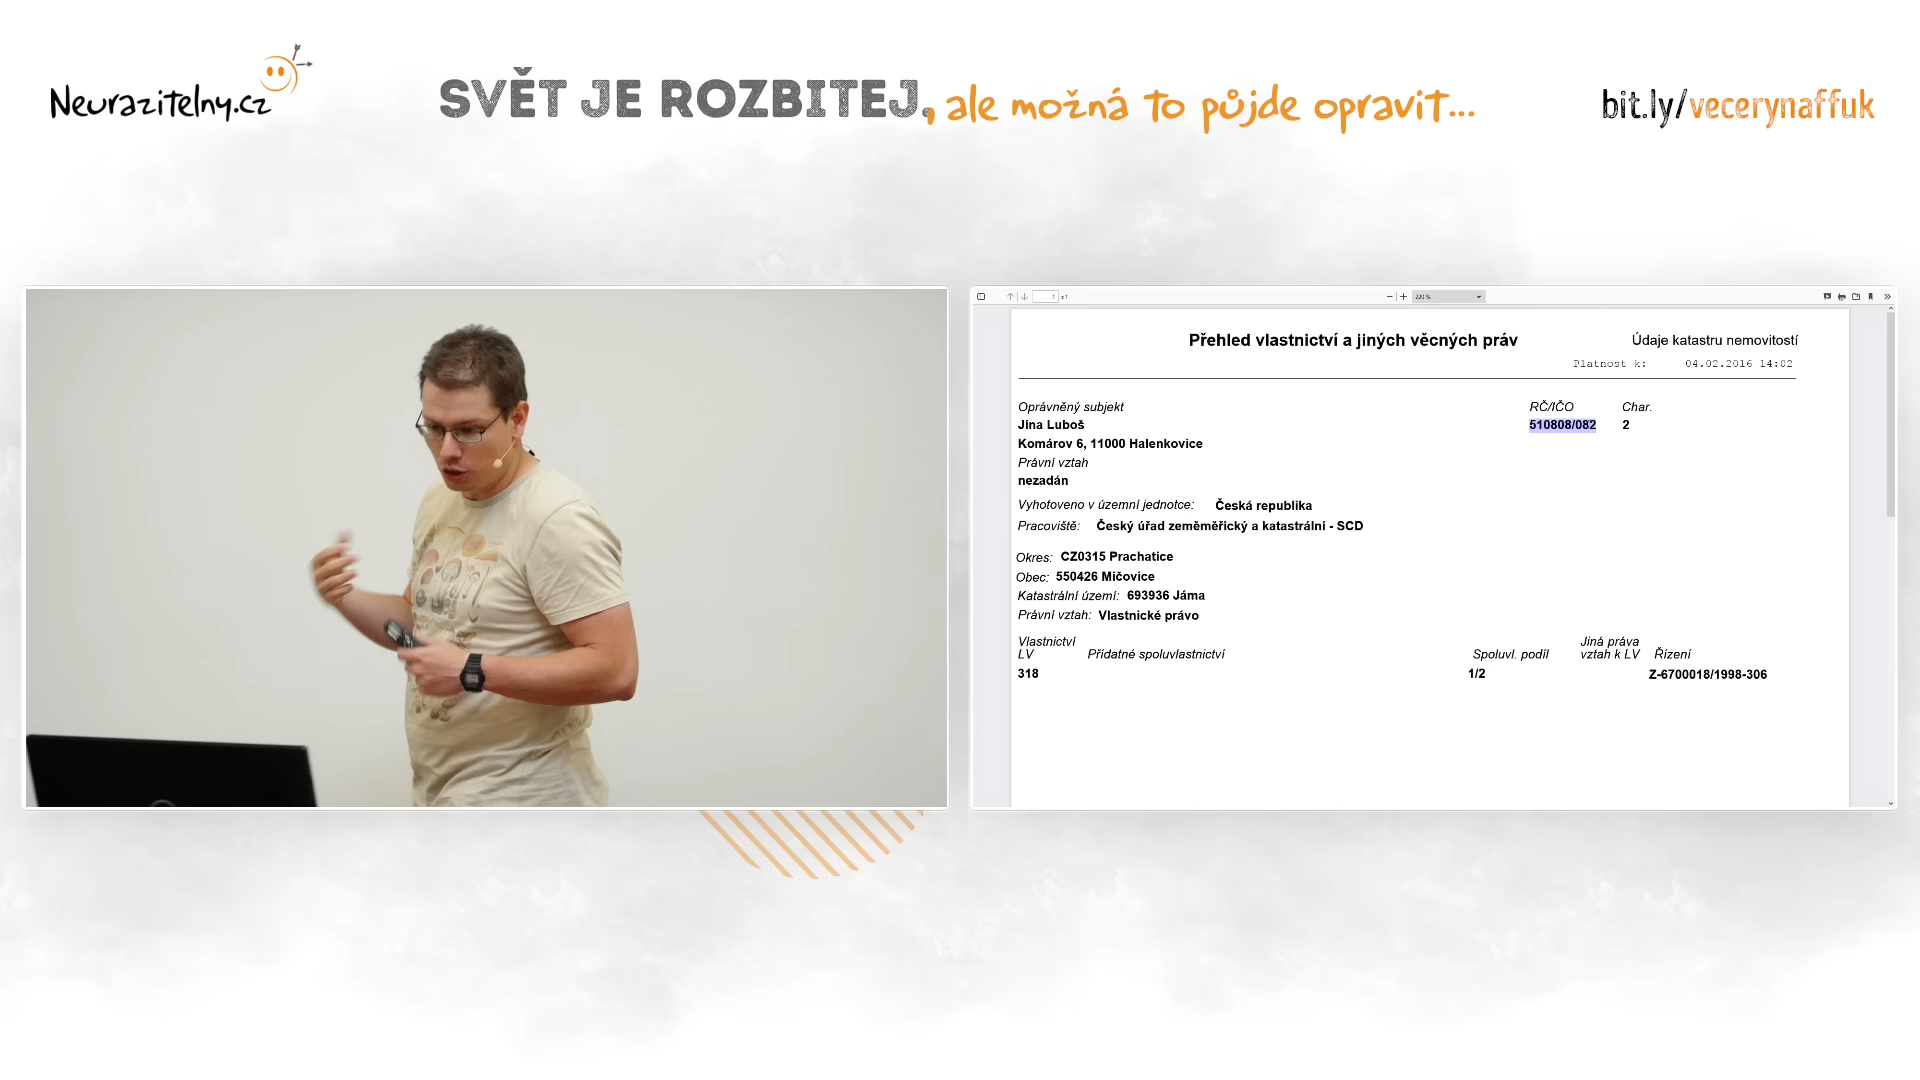 Neurazitelny.cz
SVĚT JE ROZBITEJ, ale možná to půjde opravit...
bit.ly/vecerynaffuk
1 z 1
220 %
Přehled vlastnictví a jiných věcných práv
Údaje katastru nemovitostí
Platnost k: 04.02.2016 14:02
Oprávněný subjekt RČ/IČO Char.
Jína Luboš 510808/082 2
Komárov 6, 11000 Halenkovice
Právní vztah
nezadán
Vyhotoveno v územní jednotce: Česká republika
Pracoviště: Český úřad zeměměřický a katastrální - SCD
Okres: CZ0315 Prachatice
Obec: 550426 Mičovice
Katastrální území: 693936 Jáma
Právní vztah: Vlastnické právo
Vlastnictví Jiná práva
LV Přídatné spoluvlastnictví Spoluvl. podíl vztah k LV Řízení
318 1/2 Z-6700018/1998-306